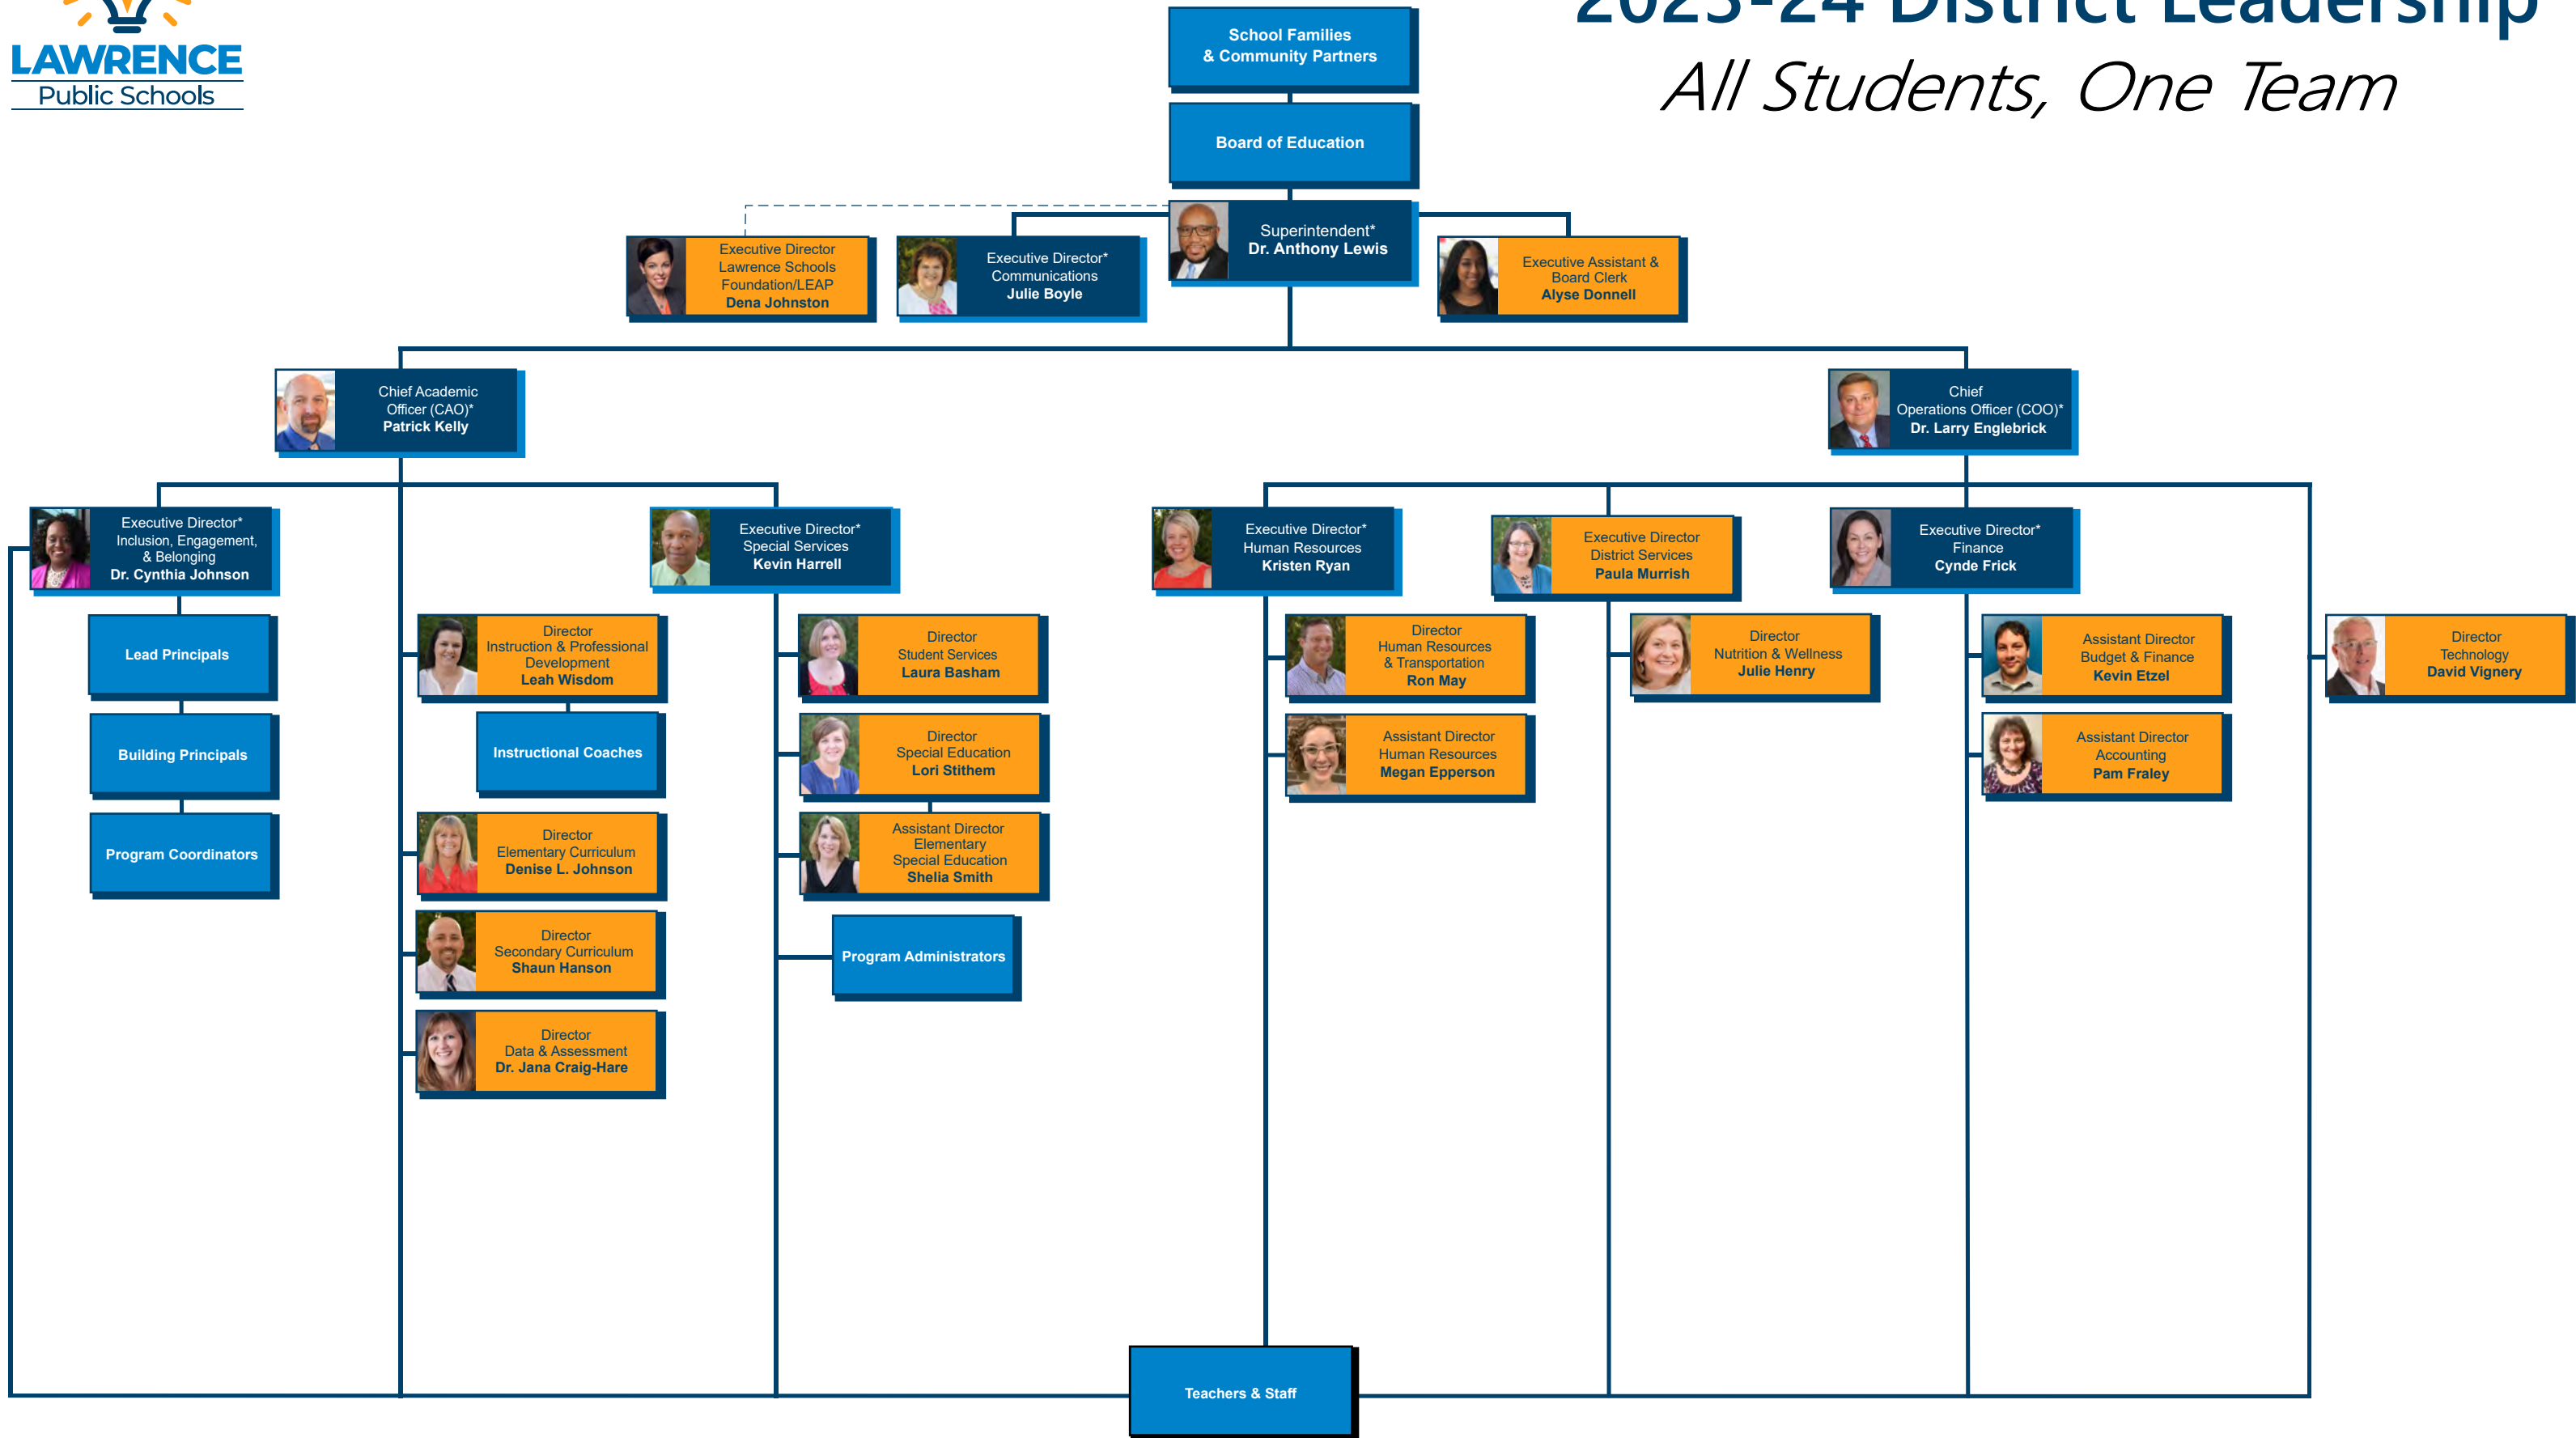 LAWRENCE
Public Schools
2023-24 District Leadership
All Students, One Team
School Families
& Community Partners
Board of Education
Superintendent*
Dr. Anthony Lewis
Executive Director
Lawrence Schools
Foundation/LEAP
Dena Johnston
Executive Director*
Communications
Julie Boyle
Executive Assistant &
Board Clerk
Alyse Donnell
Chief Academic
Officer (CAO)*
Patrick Kelly
Chief
Operations Officer (COO)*
Dr. Larry Englebrick
Executive Director*
Inclusion, Engagement,
& Belonging
Dr. Cynthia Johnson
Executive Director*
Special Services
Kevin Harrell
Executive Director*
Human Resources
Kristen Ryan
Executive Director
District Services
Paula Murrish
Executive Director*
Finance
Cynde Frick
Lead Principals
Director
Instruction & Professional
Development
Leah Wisdom
Director
Student Services
Laura Basham
Director
Human Resources
& Transportation
Ron May
Director
Nutrition & Wellness
Julie Henry
Assistant Director
Budget & Finance
Kevin Etzel
Director
Technology
David Vignery
Building Principals
Instructional Coaches
Director
Special Education
Lori Stithem
Assistant Director
Human Resources
Megan Epperson
Assistant Director
Accounting
Pam Fraley
Program Coordinators
Director
Elementary Curriculum
Denise L. Johnson
Assistant Director
Elementary
Special Education
Shelia Smith
Director
Secondary Curriculum
Shaun Hanson
Program Administrators
Director
Data & Assessment
Dr. Jana Craig-Hare
Teachers & Staff